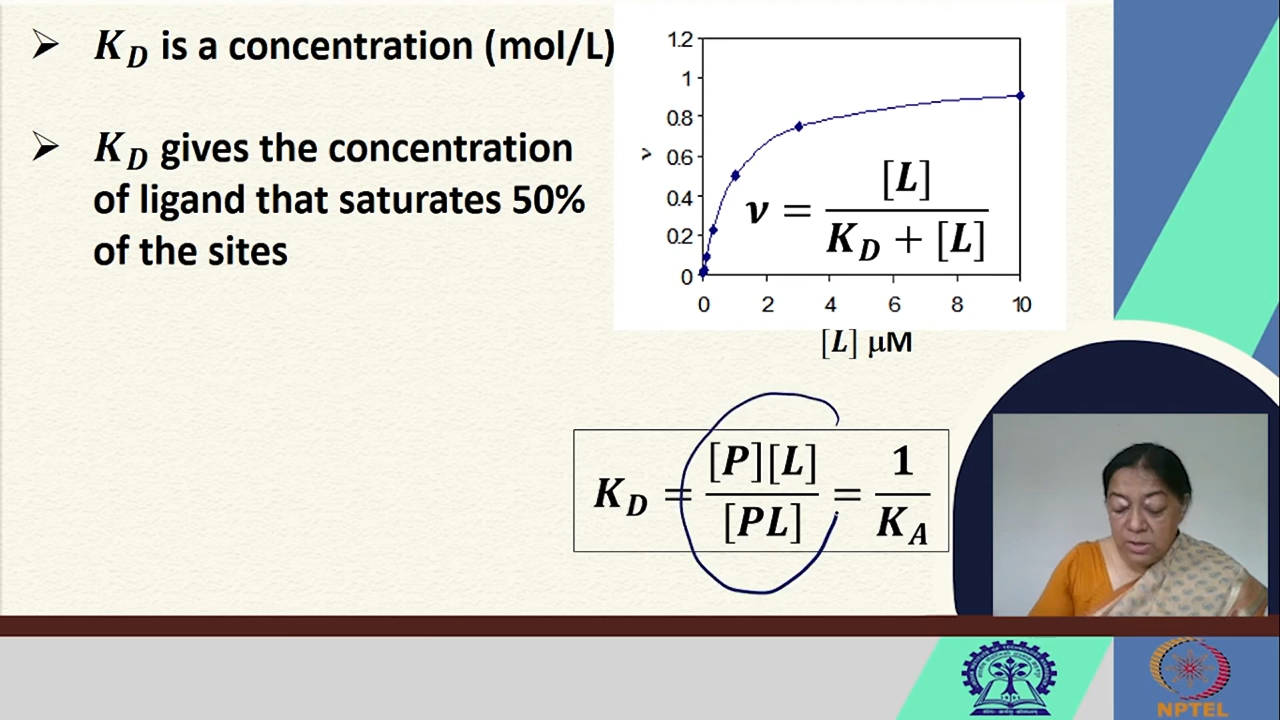 ➢ K_D is a concentration (mol/L)
➢ K_D gives the concentration
of ligand that saturates 50%
of the sites
1.2
1
0.8
0.6
0.4
0.2
0
ν
ν = [L] / (K_D + [L])
0 2 4 6 8 10
[L] μM
K_D = [P][L] / [PL] = 1 / K_A
NPTEL